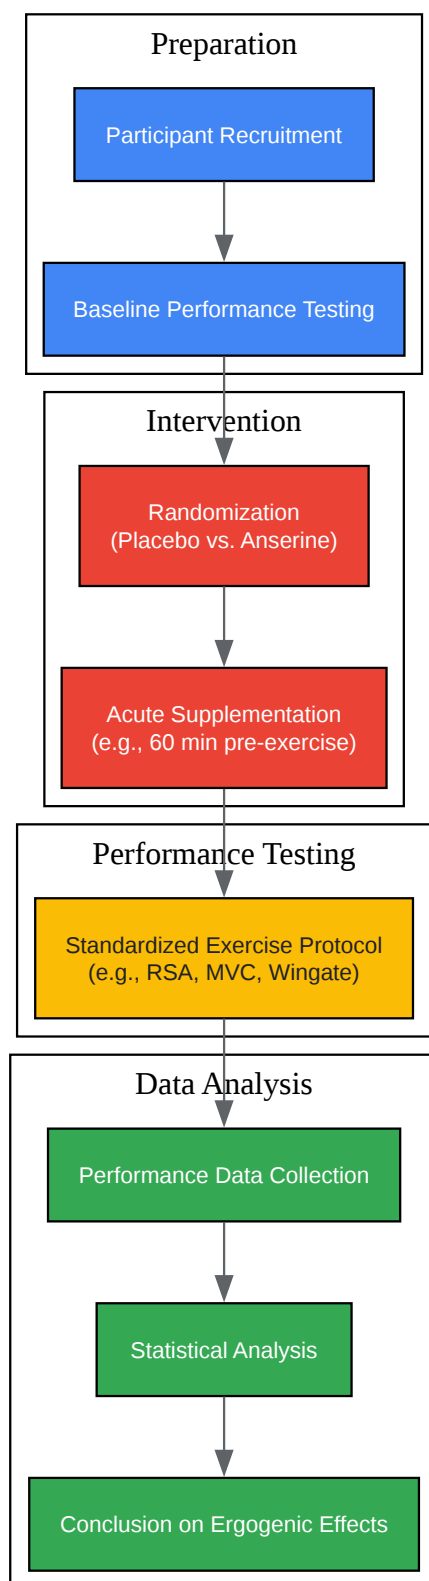 Preparation
Participant Recruitment
Baseline Performance Testing
Intervention
Randomization
(Placebo vs. Anserine)
Acute Supplementation
(e.g., 60 min pre-exercise)
Performance Testing
Standardized Exercise Protocol
(e.g., RSA, MVC, Wingate)
Data Analysis
Performance Data Collection
Statistical Analysis
Conclusion on Ergogenic Effects